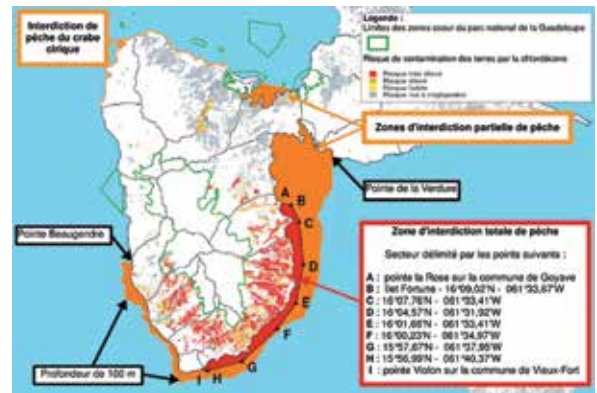 Interdiction de
pêche du crabe
cirique
Légende :
Limites des zones coeur du parc national de la Guadeloupe
Risque de contamination des terres par la chlordécone
Risque très élevé
Risque élevé
Risque faible
Risque nul à
Zones d'interdiction partielle de pêche
Pointe de la Verdure
Pointe Beaugendre
Profondeur de 100 m
A
B
C
D
E
F
G
H
I
Zone d'interdiction totale de pêche
Secteur délimité par les points suivants :
A : pointe la Rose sur la commune de Goyave
B : îlet Fortune - 16°09,02'N - 061°33,67'W
C : 16°07,76'N - 061°33,41'W
D : 16°04,57'N - 061°31,92'W
E : 16°01,66'N - 061°33,41'W
F : 16°00,23'N - 061°34,97'W
G : 15°57,67'N - 061°37,95'W
H : 15°56,99'N - 061°40,37'W
I : pointe Violon sur la commune de Vieux-Fort